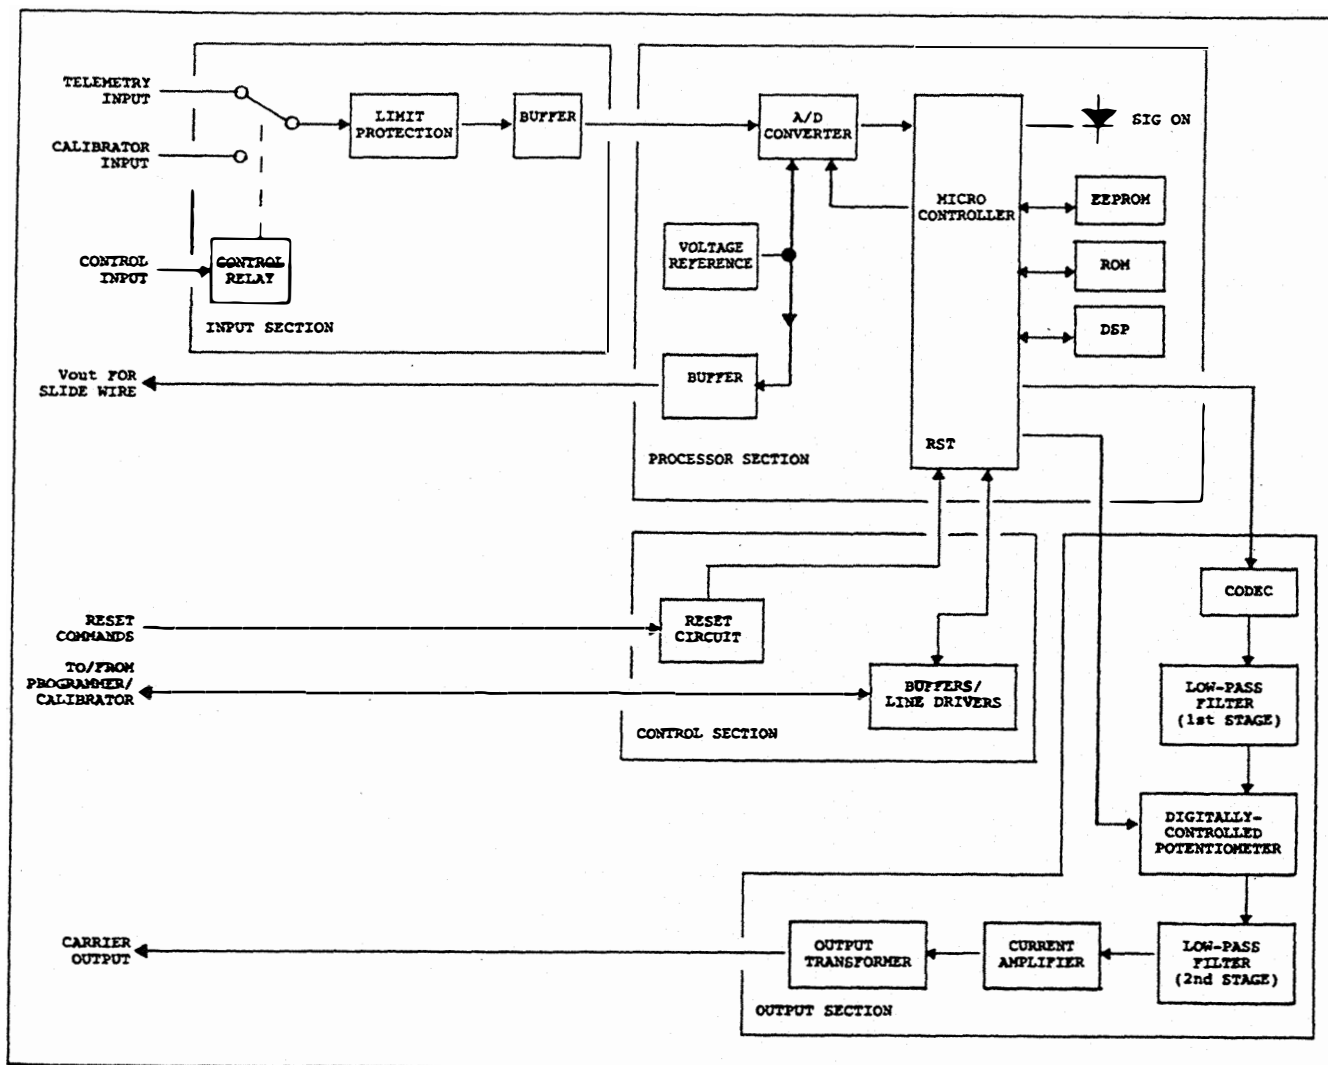 TELEMETRY
INPUT
CALIBRATOR
INPUT
CONTROL
INPUT
LIMIT
PROTECTION
BUFFER
CONTROL
RELAY
INPUT SECTION
A/D
CONVERTER
MICRO
CONTROLLER
RST
SIG ON
EEPROM
ROM
DSP
VOLTAGE
REFERENCE
BUFFER
PROCESSOR SECTION
Vout FOR
SLIDE WIRE
RESET
COMMANDS
TO/FROM
PROGRAMMER/
CALIBRATOR
RESET
CIRCUIT
BUFFERS/
LINE DRIVERS
CONTROL SECTION
CODEC
LOW-PASS
FILTER
(1st STAGE)
DIGITALLY-
CONTROLLED
POTENTIOMETER
LOW-PASS
FILTER
(2nd STAGE)
CURRENT
AMPLIFIER
OUTPUT
TRANSFORMER
OUTPUT SECTION
CARRIER
OUTPUT